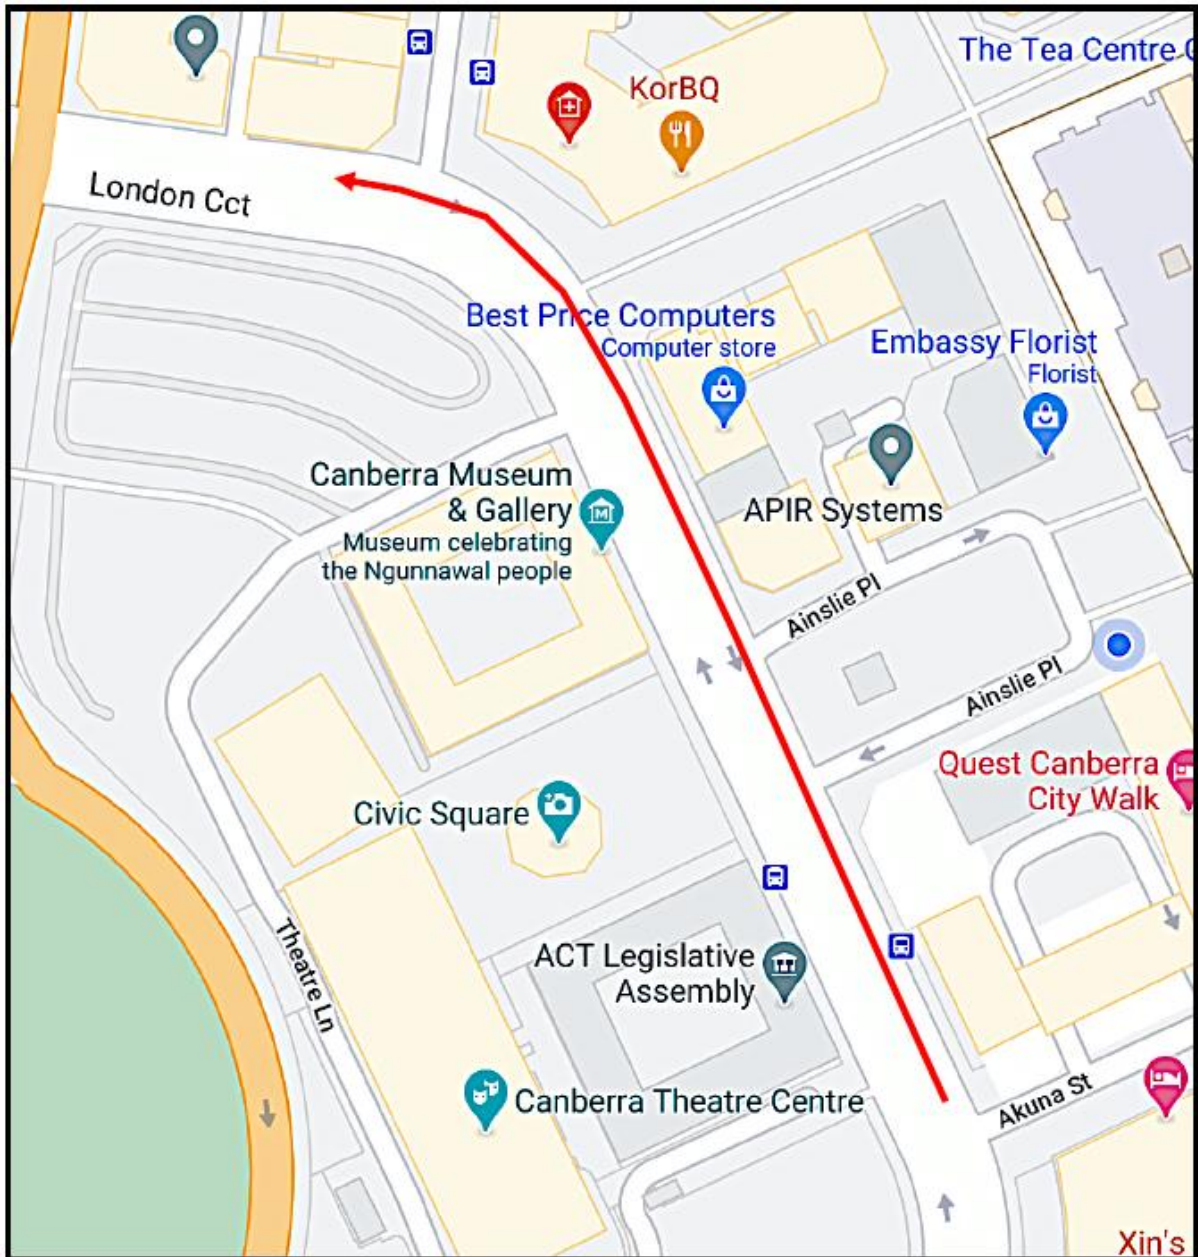 The Tea Centre C
KorBQ
London Cct
Best Price Computers
Computer store
Embassy Florist
Florist
Canberra Museum
& Gallery
Museum celebrating
the Ngunnawal people
APIR Systems
Ainslie Pl
Ainslie Pl
Quest Canberra
City Walk
Civic Square
Theatre Ln
ACT Legislative
Assembly
Canberra Theatre Centre
Akuna St
Xin's